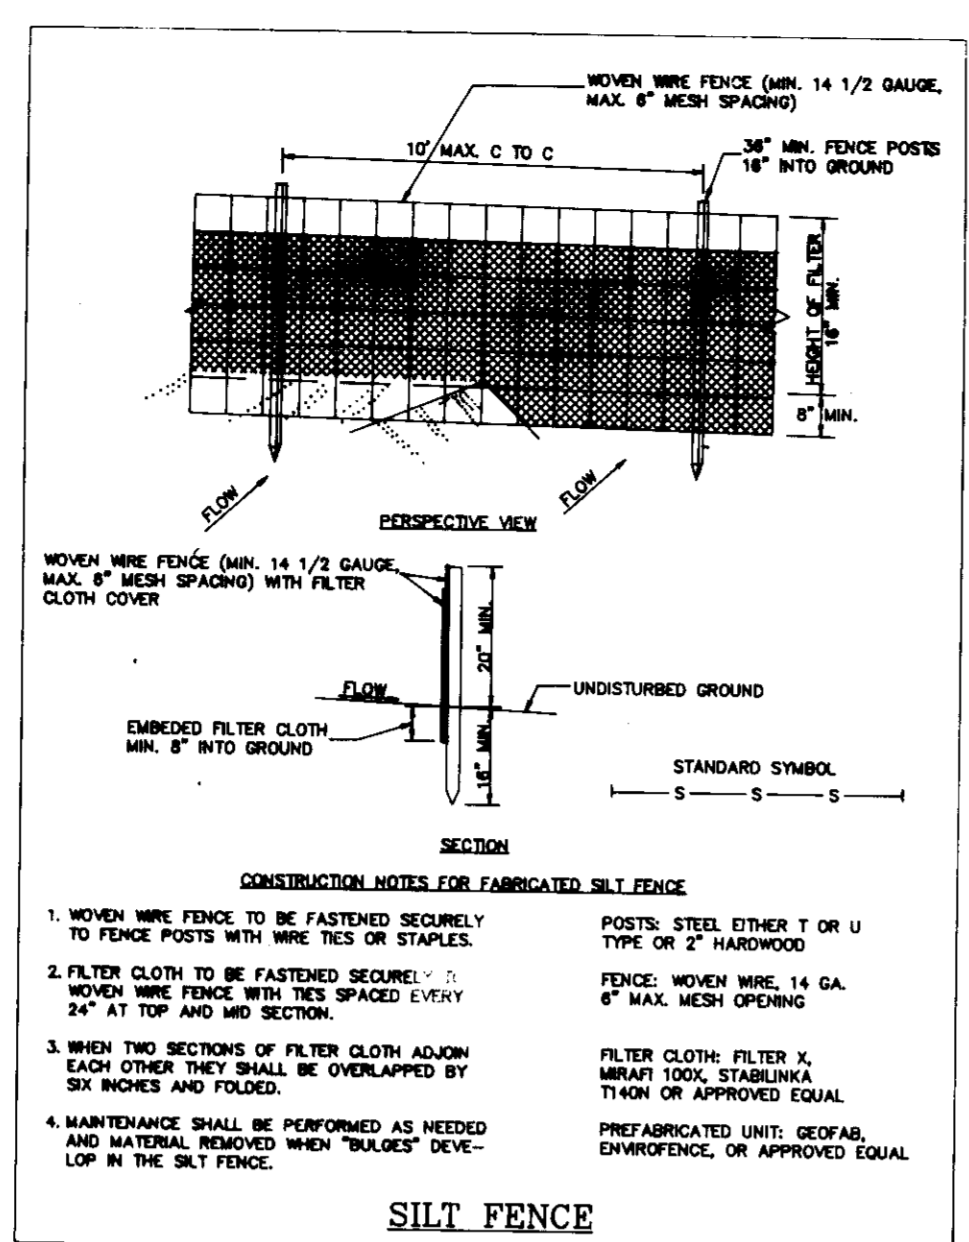 WOVEN WIRE FENCE (MIN. 14 1/2 GAUGE,
MAX. 6" MESH SPACING)
10' MAX. C TO C
36" MIN. FENCE POSTS
16" INTO GROUND
HEIGHT OF FILTER
16" MIN.
8" MIN.
FLOW
FLOW
PERSPECTIVE VIEW
WOVEN WIRE FENCE (MIN. 14 1/2 GAUGE,
MAX. 6" MESH SPACING) WITH FILTER
CLOTH COVER
20" MIN.
FLOW
UNDISTURBED GROUND
EMBEDED FILTER CLOTH
MIN. 8" INTO GROUND
16" MIN.
STANDARD SYMBOL
S S S
SECTION
CONSTRUCTION NOTES FOR FABRICATED SILT FENCE
1. WOVEN WIRE FENCE TO BE FASTENED SECURELY
TO FENCE POSTS WITH WIRE TIES OR STAPLES.
2. FILTER CLOTH TO BE FASTENED SECURELY
WOVEN WIRE FENCE WITH TIES SPACED EVERY
24" AT TOP AND MID SECTION.
3. WHEN TWO SECTIONS OF FILTER CLOTH ADJOIN
EACH OTHER THEY SHALL BE OVERLAPPED BY
SIX INCHES AND FOLDED.
4. MAINTENANCE SHALL BE PERFORMED AS NEEDED
AND MATERIAL REMOVED WHEN "BULGES" DEVE-
LOP IN THE SILT FENCE.
POSTS: STEEL EITHER T OR U
TYPE OR 2" HARDWOOD
FENCE: WOVEN WIRE, 14 GA.
6" MAX. MESH OPENING
FILTER CLOTH: FILTER X,
MIRAFI 100X, STABILINKA
T140N OR APPROVED EQUAL
PREFABRICATED UNIT: GEOFAB,
ENVIROFENCE, OR APPROVED EQUAL
SILT FENCE